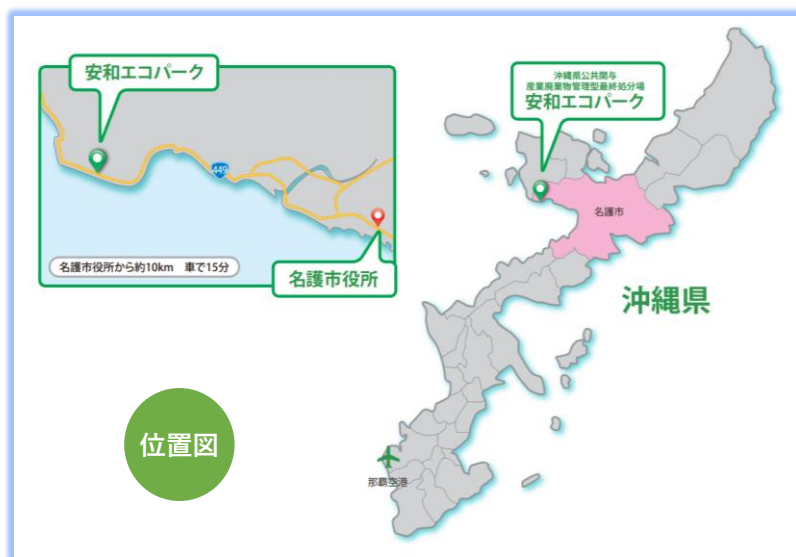 安和エコパーク
449
名護市役所から約10km　車で15分
名護市役所
沖縄県公共関与
産業廃棄物管理型最終処分場
安和エコパーク
名護市
沖縄県
位置図
那覇空港